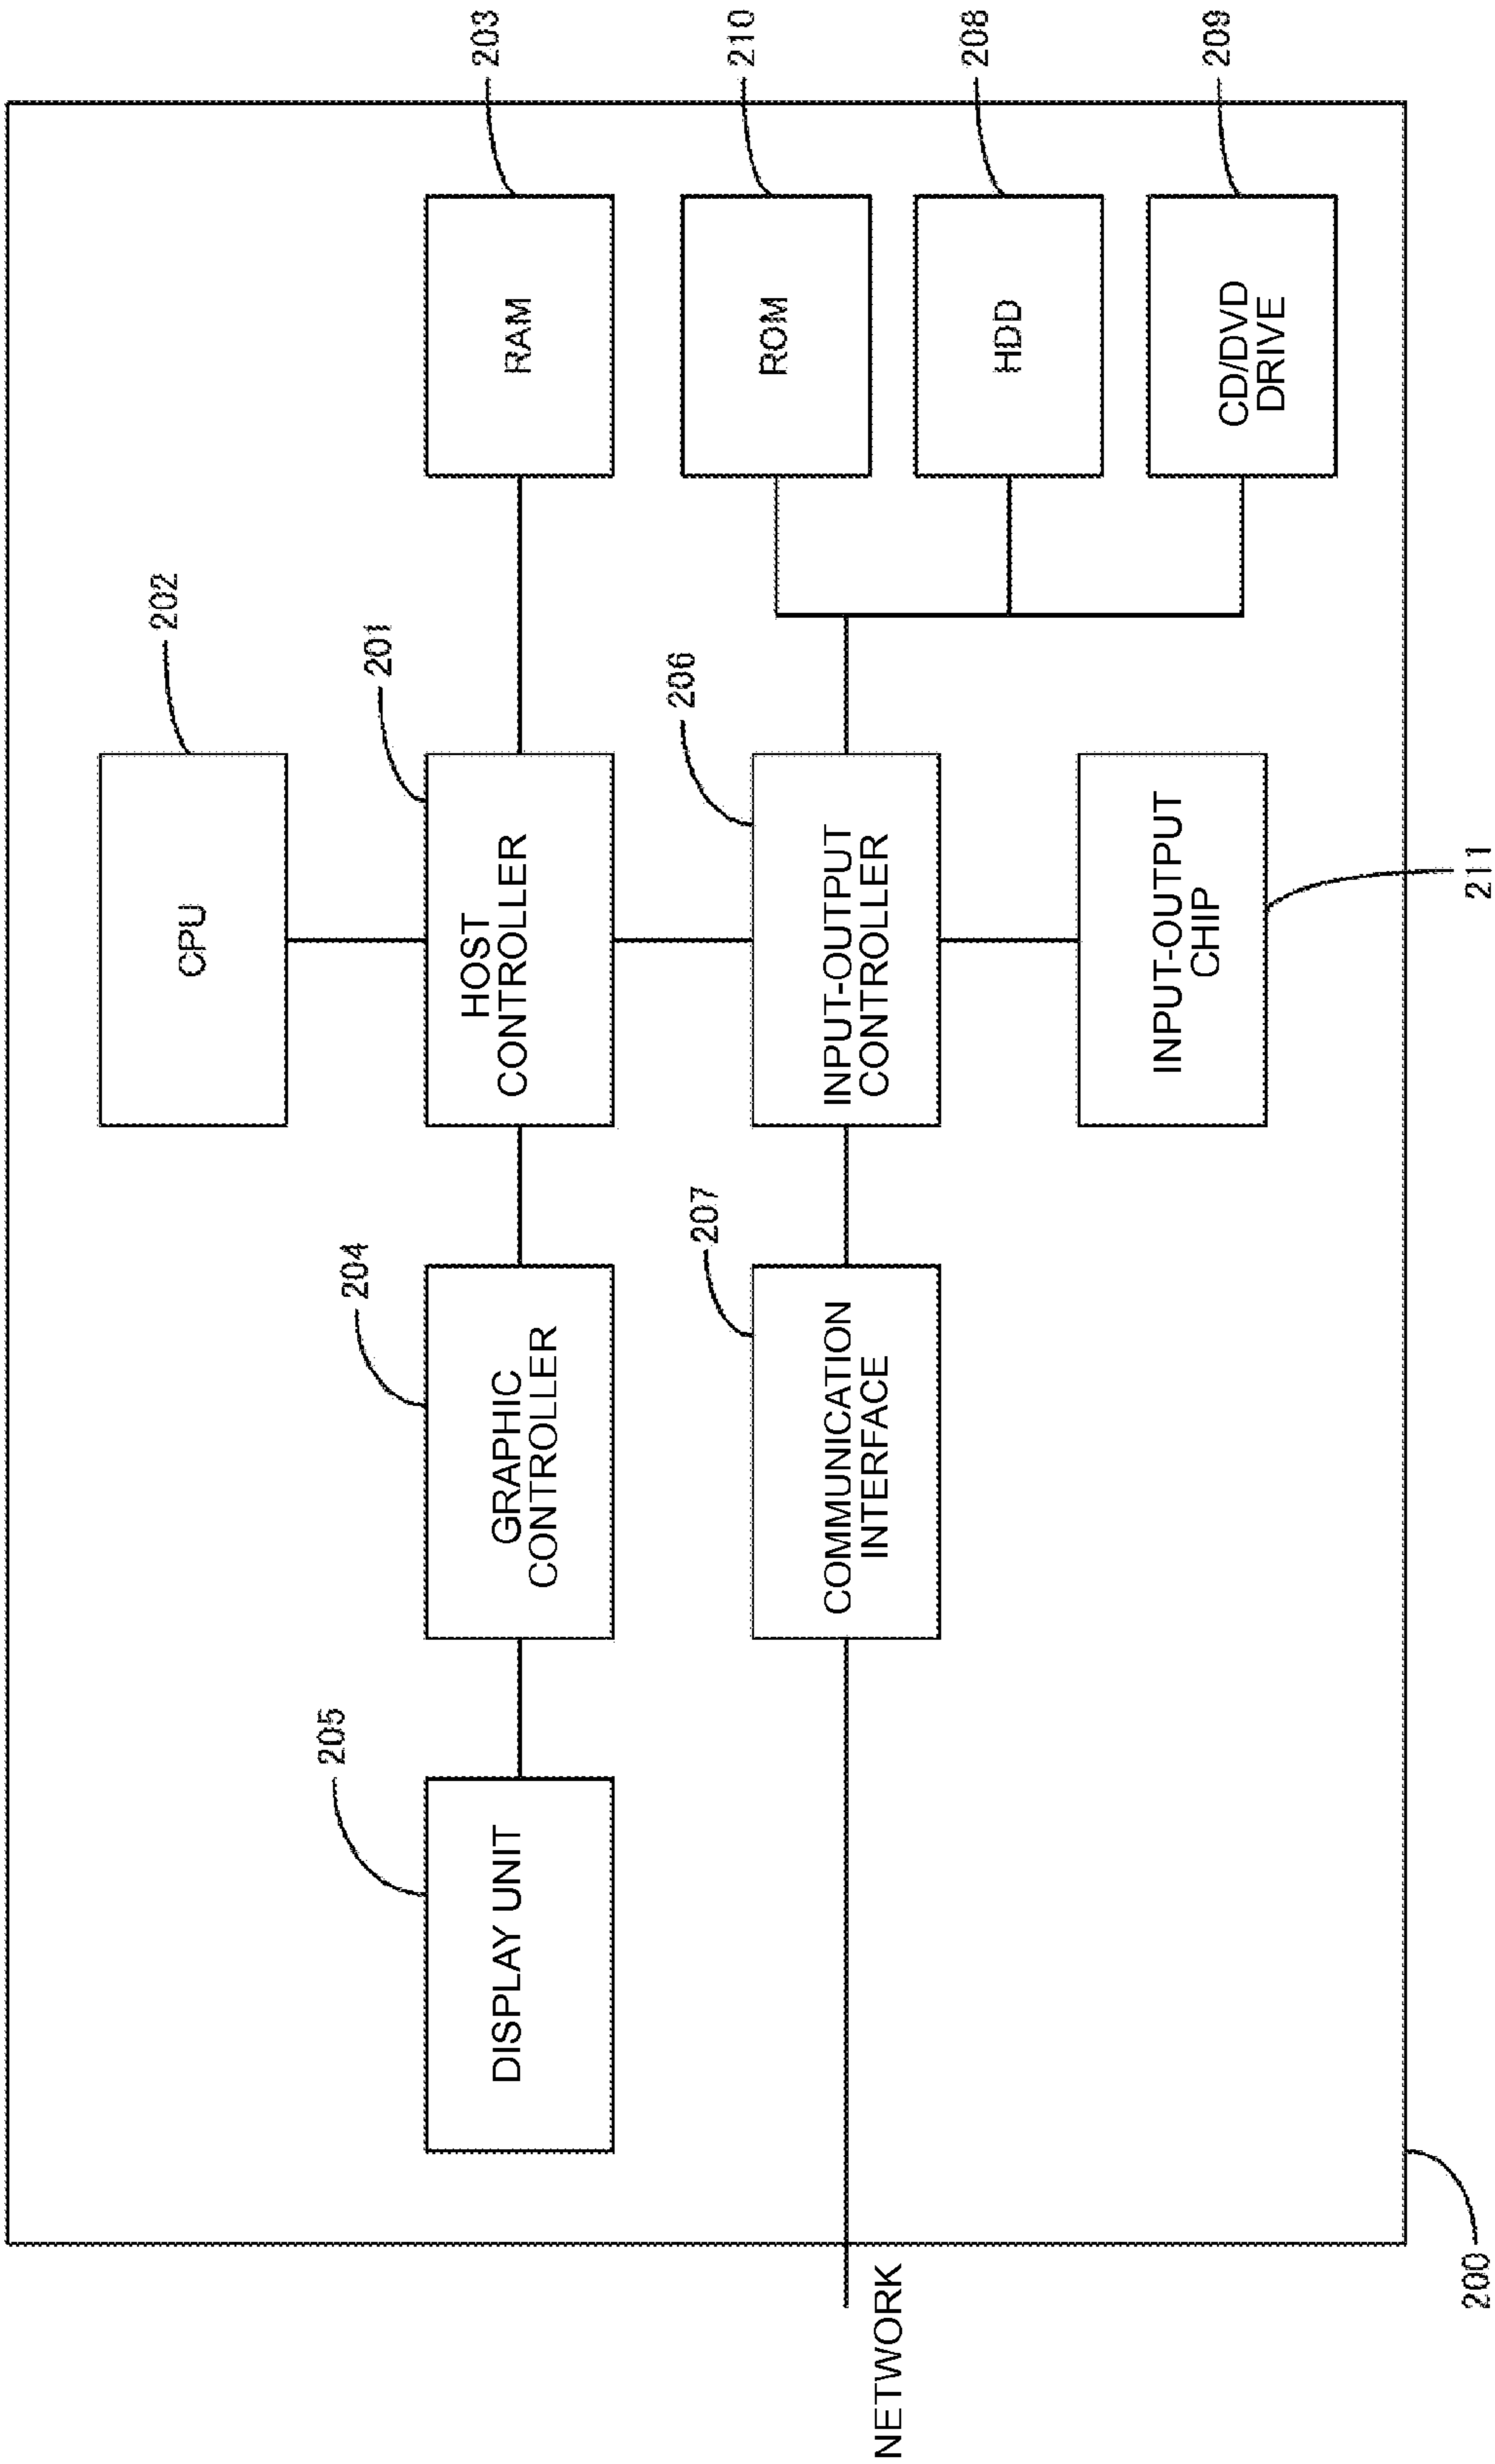 202
CPU
205
204
201
203
DISPLAY UNIT
GRAPHIC
CONTROLLER
HOST
CONTROLLER
RAM
207
206
210
NETWORK
COMMUNICATION
INTERFACE
INPUT-OUTPUT
CONTROLLER
ROM
208
HDD
INPUT-OUTPUT
CHIP
209
CD/DVD
DRIVE
200
211